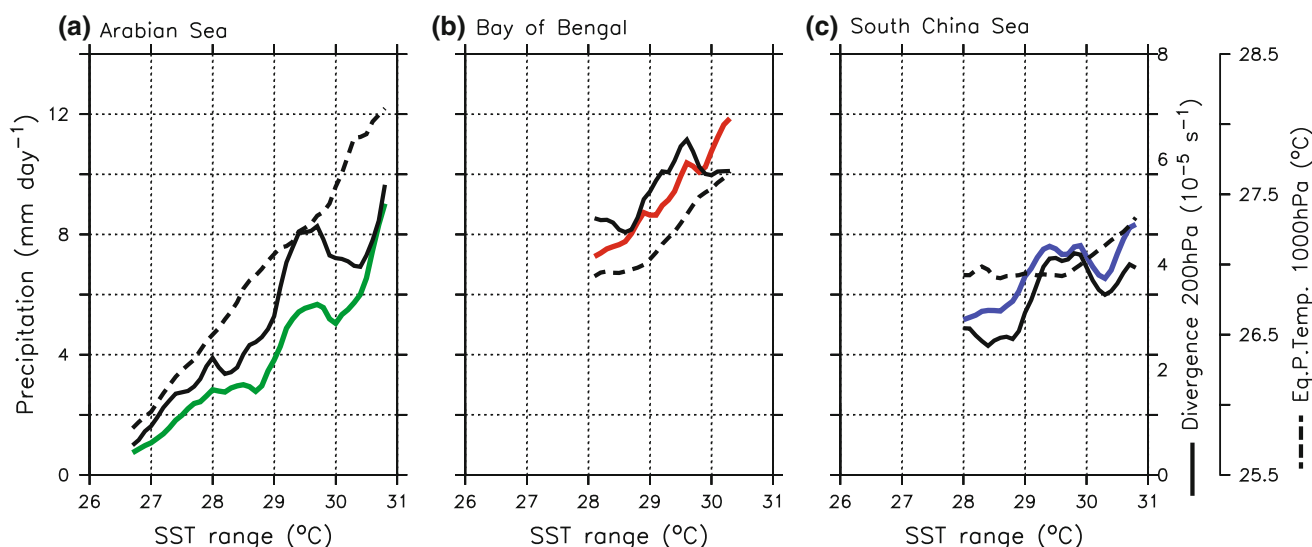 (a) Arabian Sea
(b) Bay of Bengal
(c) South China Sea
Precipitation (mm day⁻¹)
12
8
4
0
26 27 28 29 30 31
SST range (°C)
26 27 28 29 30 31
SST range (°C)
26 27 28 29 30 31
SST range (°C)
8
6
4
2
0
Divergence 200hPa (10⁻⁵ s⁻¹)
28.5
27.5
26.5
25.5
Eq.P.Temp. 1000hPa (°C)